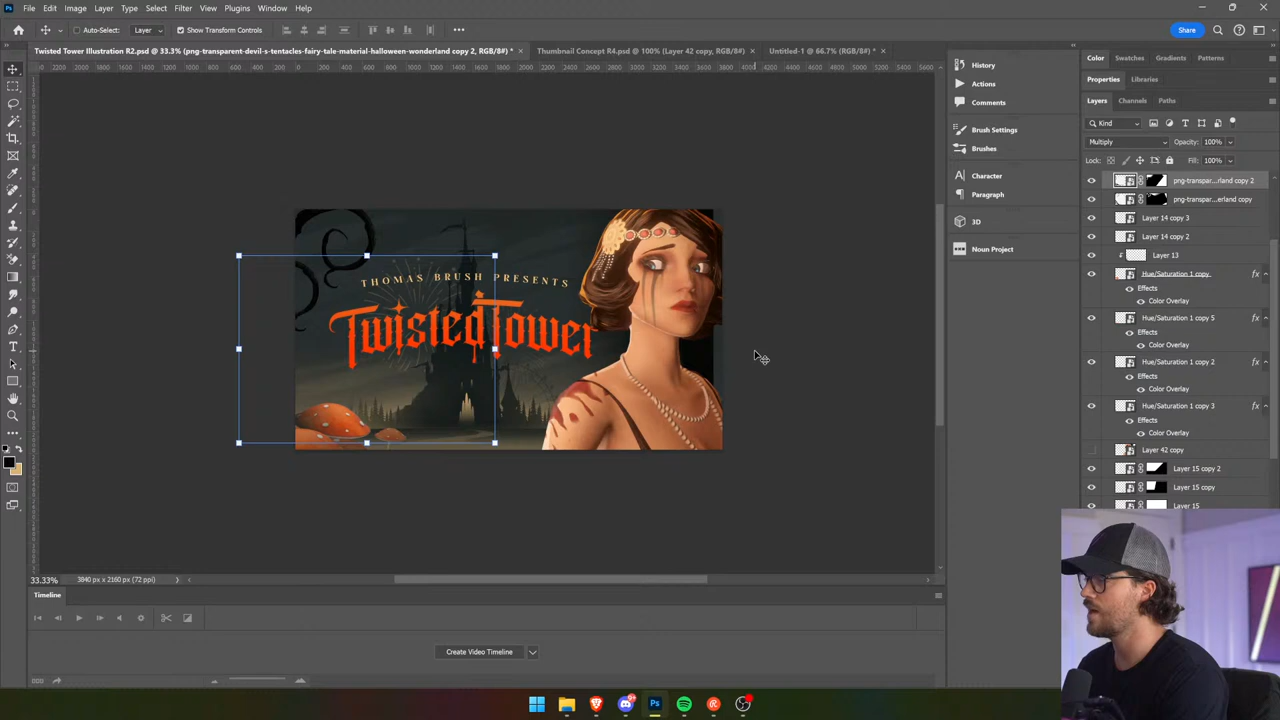 File Edit Image Layer Type Select Filter View Plugins Window Help
Auto-Select: Layer Show Transform Controls Share
Twisted Tower Illustration R2.psd @ 33.3% (png-transparent-devil-s-tentacles-fairy-tale-material-halloween-wonderland copy 2, RGB/8#) * Thumbnail Concept R4.psd @ 100% (Layer 42 copy, RGB/8#) Untitled-1 @ 66.7% (RGB/8#) *
History
Actions
Comments
Brush Settings
Brushes
Character
Paragraph
3D
Noun Project
Color Swatches Gradients Patterns
Properties Libraries
Layers Channels Paths
Kind
Multiply Opacity: 100%
Lock: Fill: 100%
png-transpar...rland copy 2
png-transpar...erland copy
Layer 14 copy 3
Layer 14 copy 2
Layer 13
Hue/Saturation 1 copy fx
Effects
Color Overlay
Hue/Saturation 1 copy 5 fx
Effects
Color Overlay
Hue/Saturation 1 copy 2 fx
Effects
Color Overlay
Hue/Saturation 1 copy 3 fx
Effects
Color Overlay
Layer 42 copy
Layer 15 copy 2
Layer 15 copy
Layer 15
THOMAS BRUSH PRESENTS
Twisted Tower
33.33% 3840 px x 2160 px (72 ppi)
Timeline
Create Video Timeline